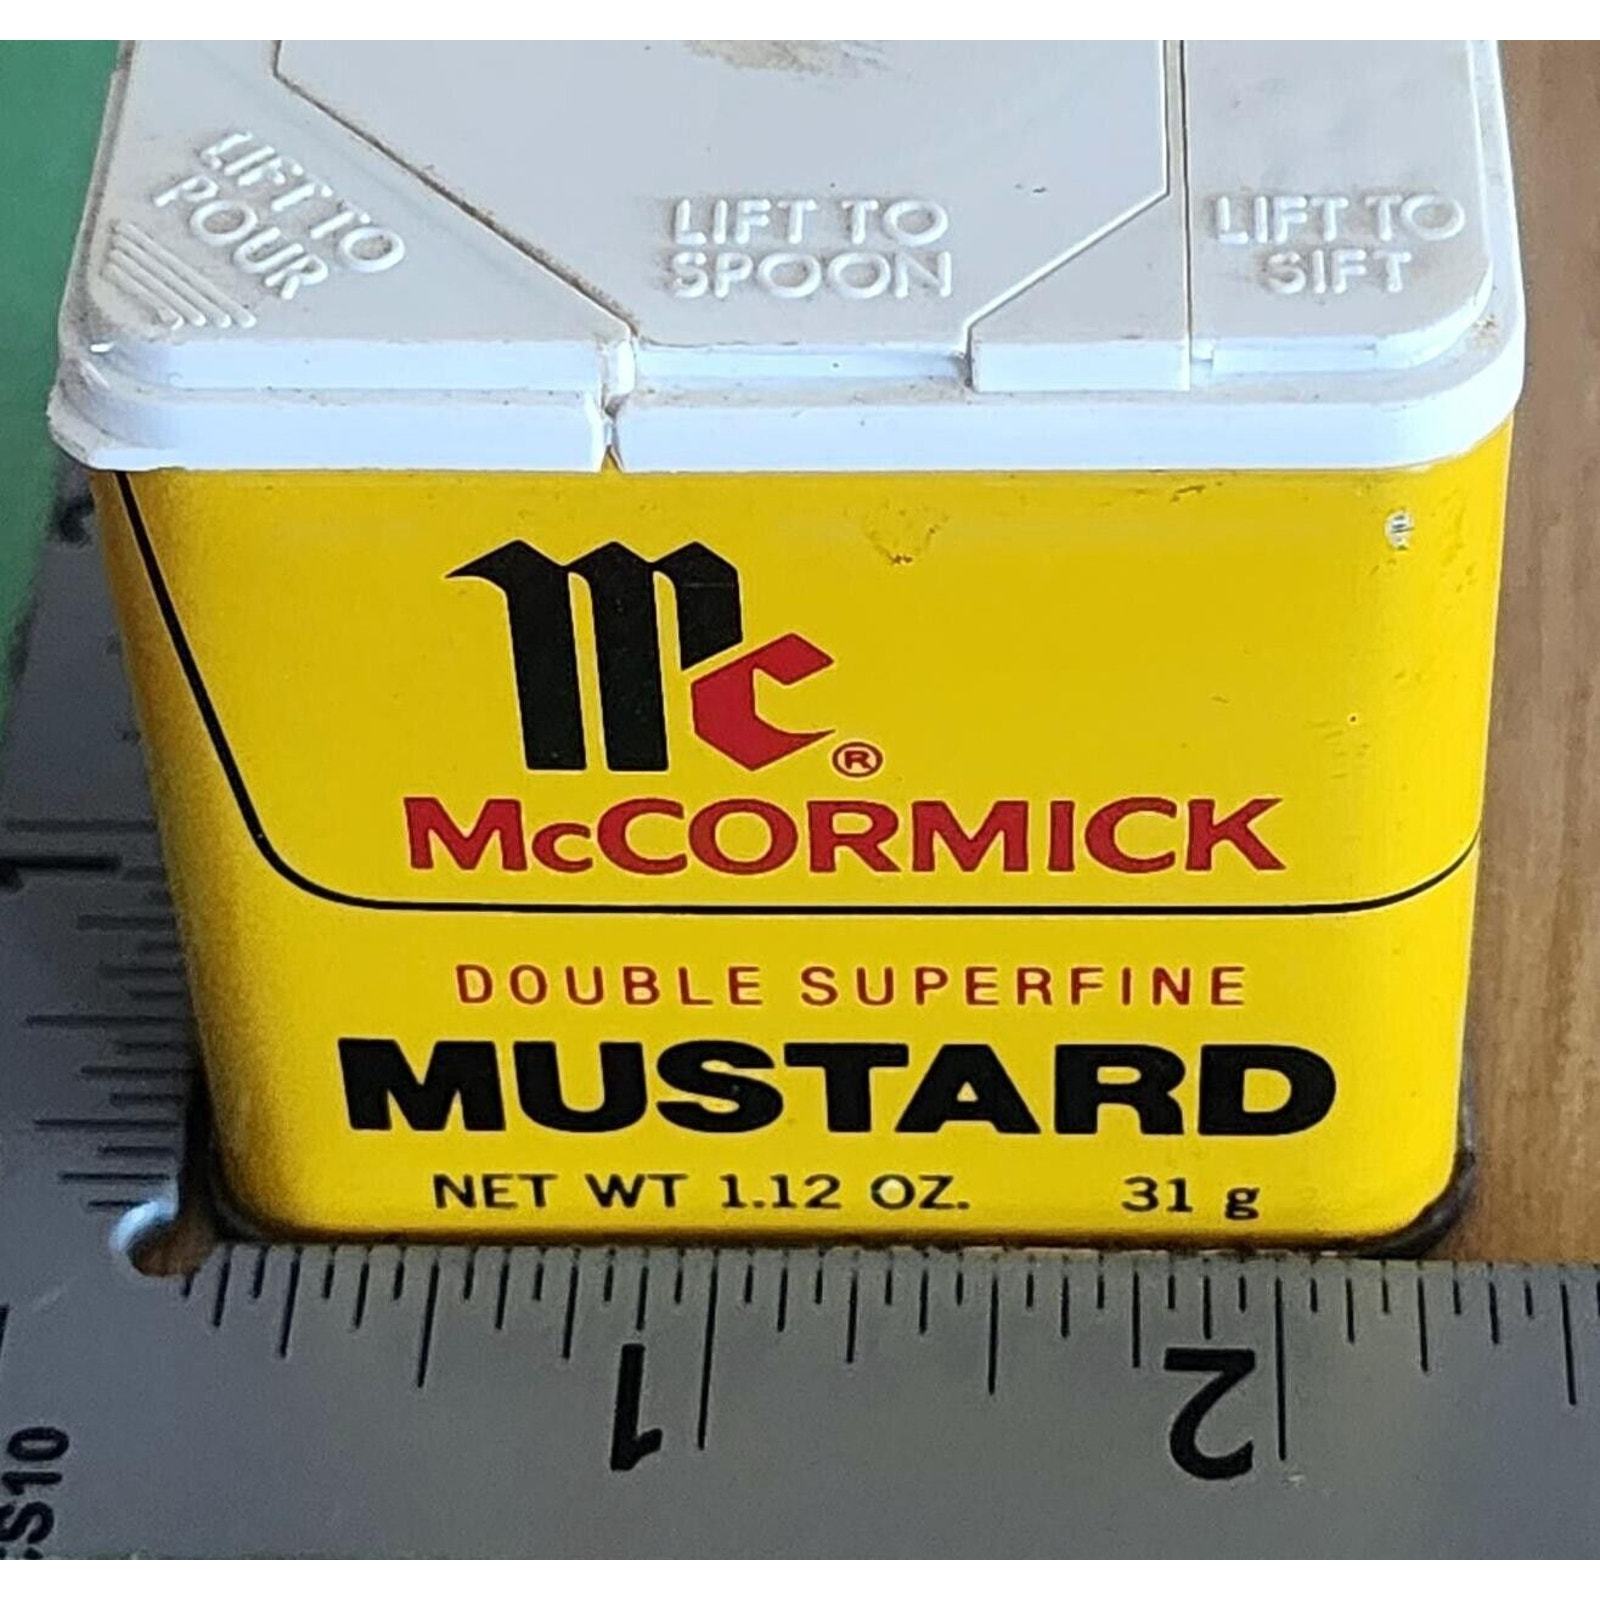 LIFT TO
POUR
LIFT TO
SPOON
LIFT TO
SIFT
Mc®
McCORMICK
DOUBLE SUPERFINE
MUSTARD
NET WT 1.12 OZ. 31 g
1
1 2